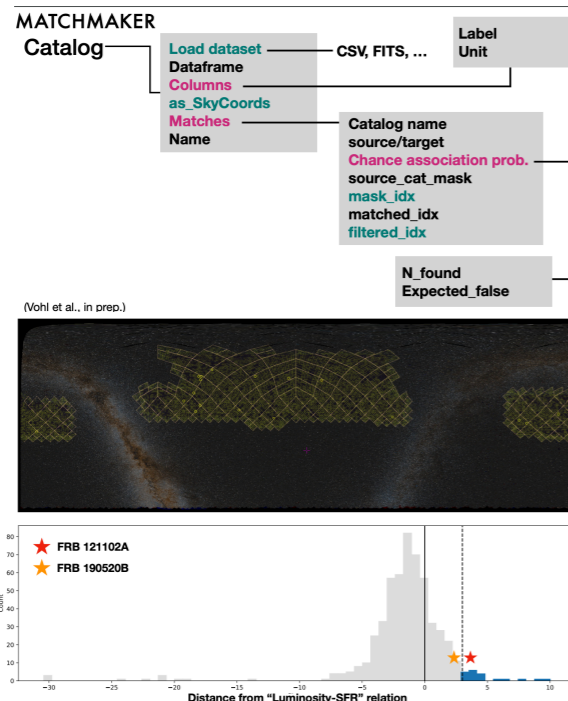 MATCHMAKER
Catalog
Load dataset
CSV, FITS, ...
Dataframe
Columns
as_SkyCoords
Matches
Name
Label
Unit
Catalog name
source/target
Chance association prob.
source_cat_mask
mask_idx
matched_idx
filtered_idx
N_found
Expected_false
(Vohl et al., in prep.)
FRB 121102A
FRB 190520B
Count
80
70
60
50
40
30
20
10
0
−30
−25
−20
−15
−10
−5
0
5
10
Distance from "Luminosity-SFR" relation